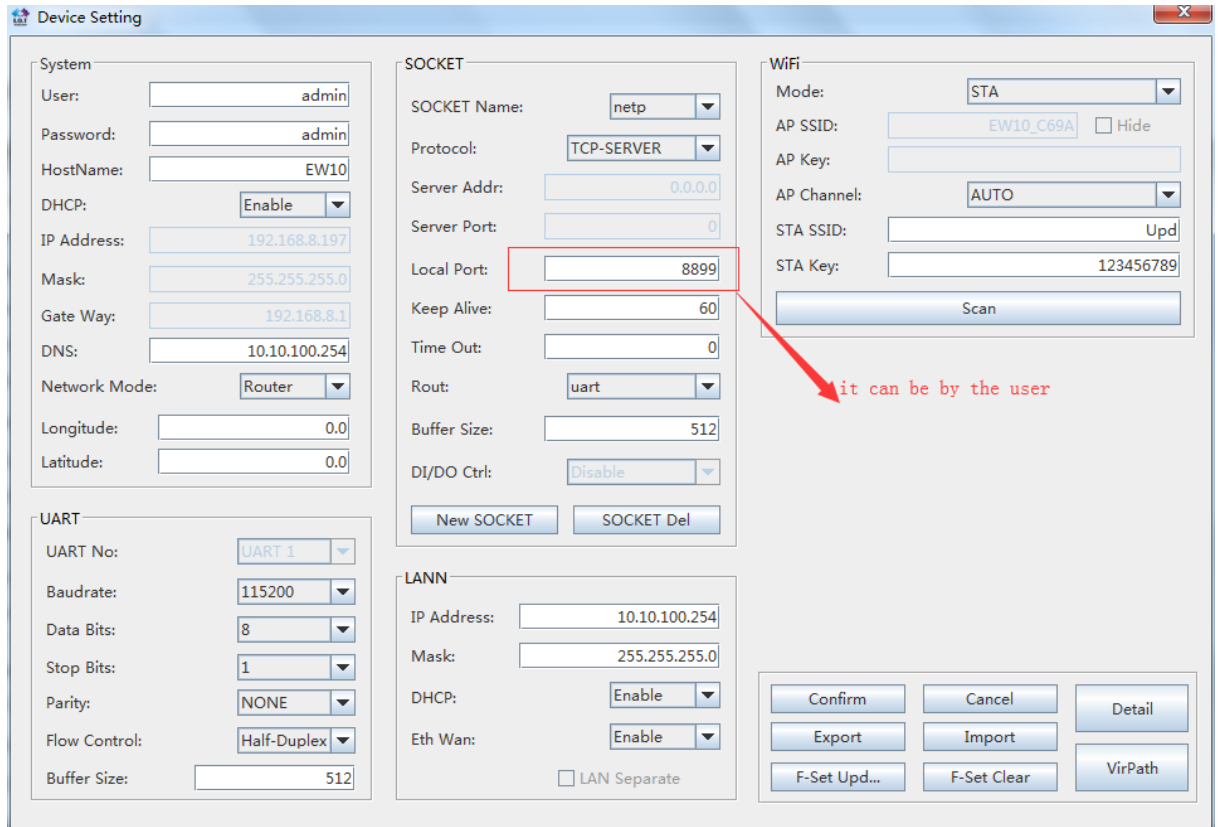 Device Setting
System
User: admin
Password: admin
HostName: EW10
DHCP: Enable
IP Address: 192.168.8.197
Mask: 255.255.255.0
Gate Way: 192.168.8.1
DNS: 10.10.100.254
Network Mode: Router
Longitude: 0.0
Latitude: 0.0
UART
UART No: UART 1
Baudrate: 115200
Data Bits: 8
Stop Bits: 1
Parity: NONE
Flow Control: Half-Duplex
Buffer Size: 512
SOCKET
SOCKET Name: netp
Protocol: TCP-SERVER
Server Addr: 0.0.0.0
Server Port: 0
Local Port: 8899
Keep Alive: 60
Time Out: 0
Rout: uart
Buffer Size: 512
DI/DO Ctrl: Disable
New SOCKET SOCKET Del
LANN
IP Address: 10.10.100.254
Mask: 255.255.255.0
DHCP: Enable
Eth Wan: Enable
LAN Separate
WiFi
Mode: STA
AP SSID: EW10_C69A Hide
AP Key:
AP Channel: AUTO
STA SSID: Upd
STA Key: 123456789
Scan
it can be by the user
Confirm Cancel Detail
Export Import
F-Set Upd... F-Set Clear VirPath